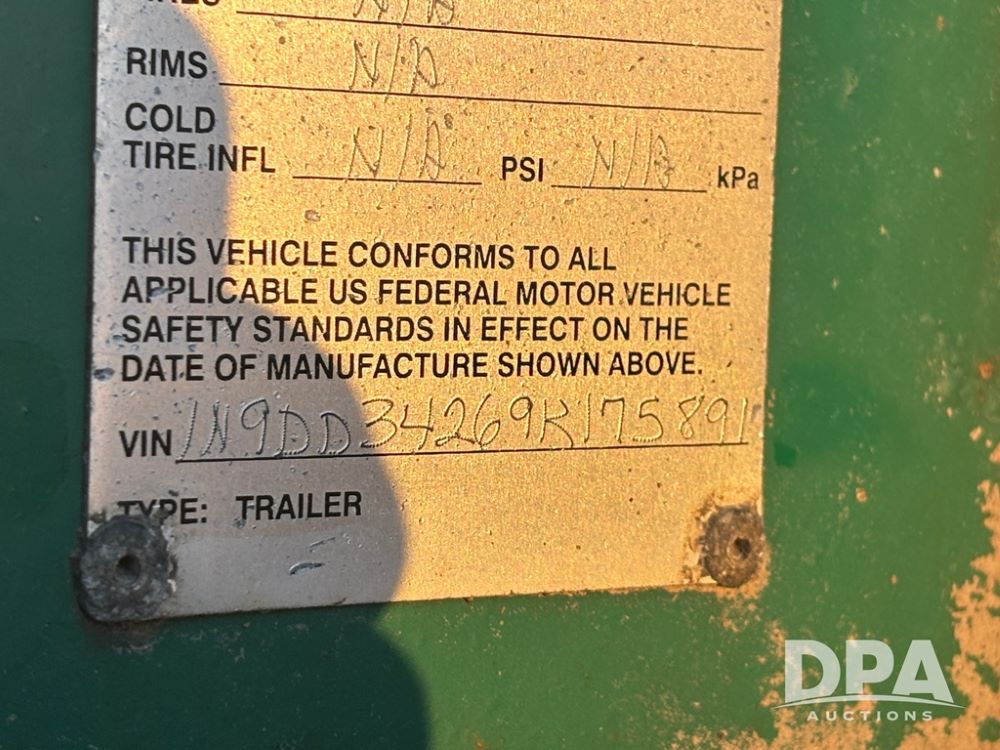 N/A
RIMS N/A
COLD
TIRE INFL N/A PSI N/A kPa
THIS VEHICLE CONFORMS TO ALL
APPLICABLE US FEDERAL MOTOR VEHICLE
SAFETY STANDARDS IN EFFECT ON THE
DATE OF MANUFACTURE SHOWN ABOVE.
VIN 1N9DD34269K175891
TYPE: TRAILER
DPA
AUCTIONS